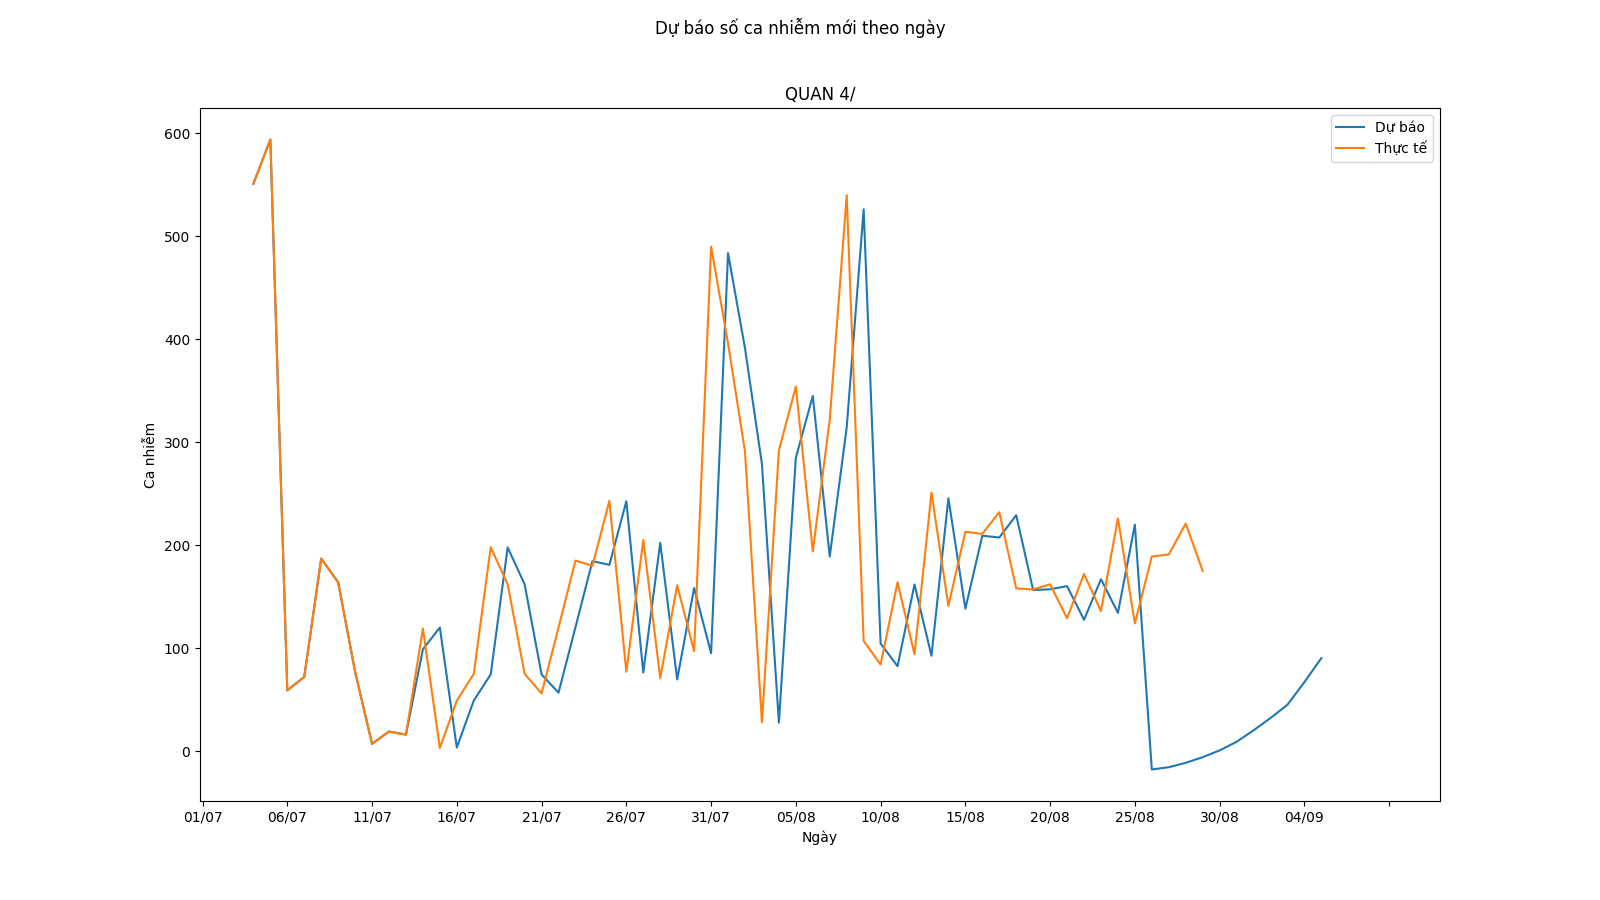 Dự báo số ca nhiễm mới theo ngày
QUAN 4/
Dự báo
Thực tế
600
500
400
300
200
100
0
Ca nhiễm
01/07 06/07 11/07 16/07 21/07 26/07 31/07 05/08 10/08 15/08 20/08 25/08 30/08 04/09
Ngày